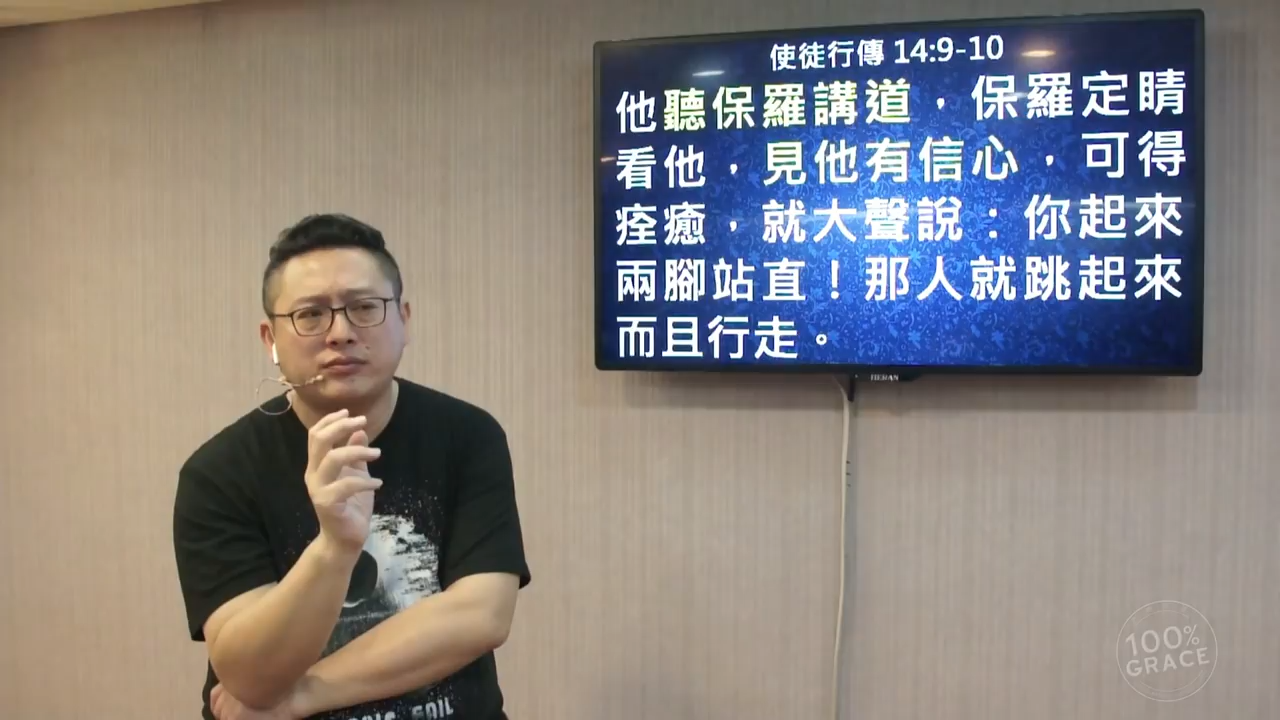 使徒行傳 14:9-10
他聽保羅講道，保羅定睛
看他，見他有信心，可得
痊癒，就大聲說：你起來
兩腳站直！那人就跳起來
而且行走。
HERAN
100%
GRACE